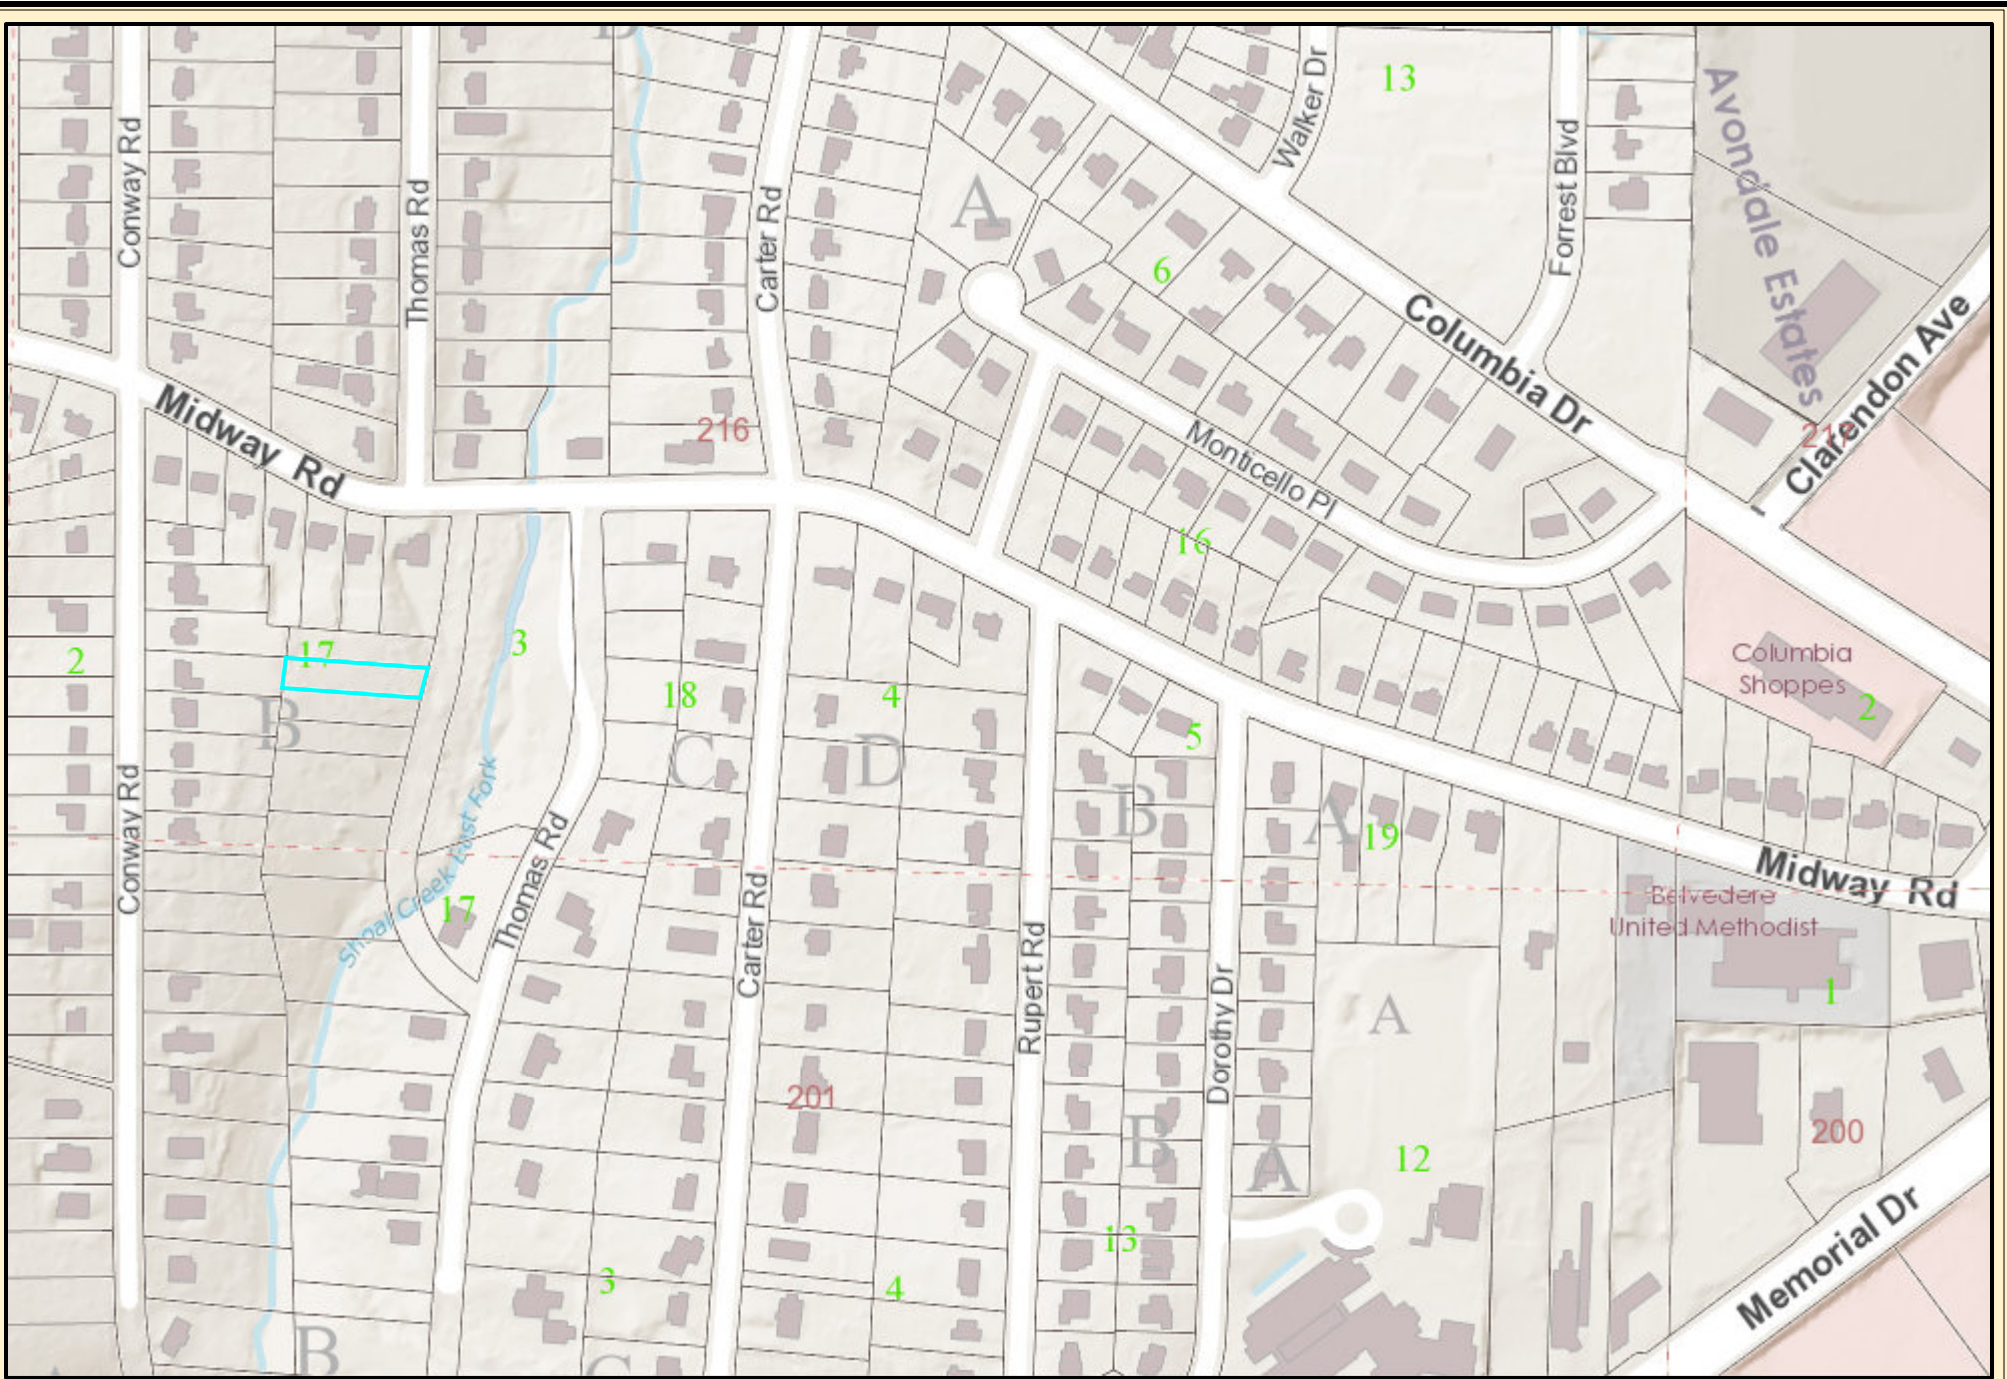 Conway Rd
Thomas Rd
Carter Rd
A
Walker Dr
13
Forrest Blvd
Avondale Estates
6
Columbia Dr
Clarendon Ave
217
Midway Rd
216
Monticello Pl
16
2
17
3
18
4
5
Columbia
Shoppes
2
B
C
D
B
A
19
Midway Rd
Conway Rd
Shoal Creek East Fork
Thomas Rd
17
Carter Rd
Rupert Rd
Dorothy Dr
Belvedere
United Methodist
1
A
201
B
A
12
200
13
3
4
Memorial Dr
B